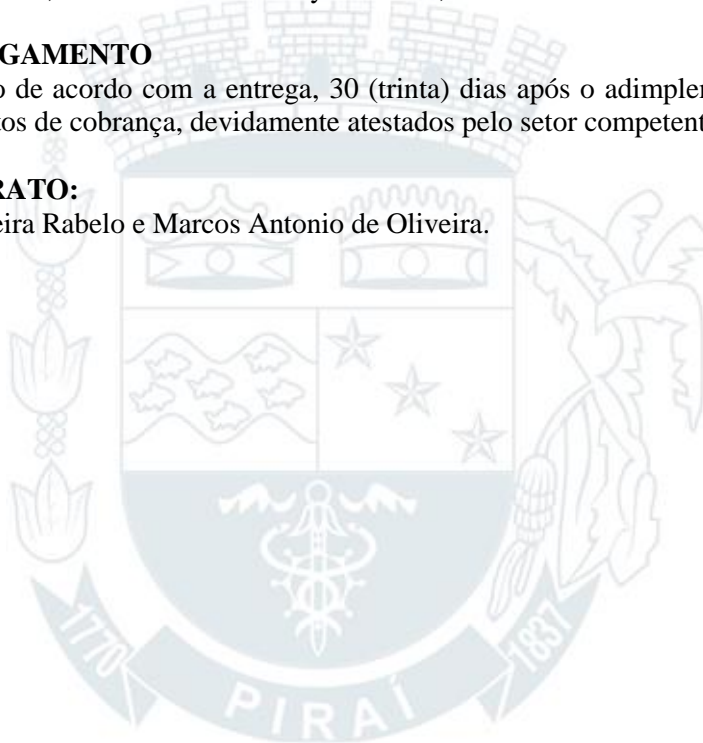 GAMENTO
o de acordo com a entrega, 30 (trinta) dias após o adimpler
tos de cobrança, devidamente atestados pelo setor competent
RATO:
eira Rabelo e Marcos Antonio de Oliveira.
1770
1837
PIRAÍ